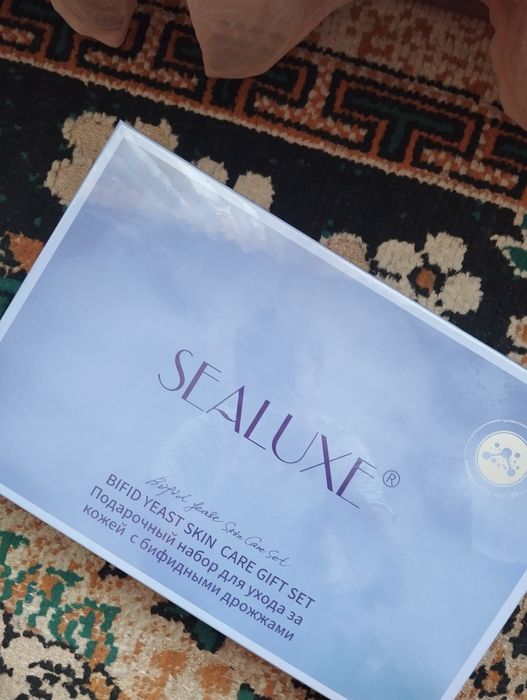 SEALUXE®
Bifid Yeast Skin Care Set
BIFID YEAST SKIN CARE GIFT SET
Подарочный набор для ухода за
кожей с бифидными дрожжами